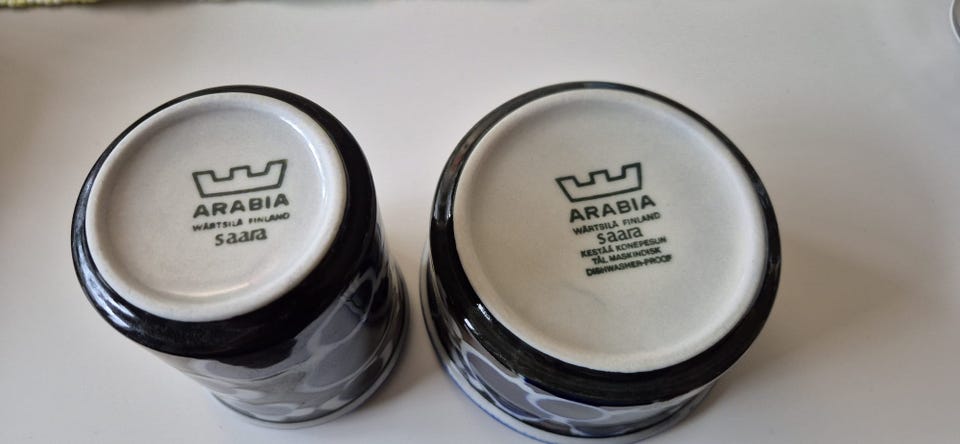 ARABIA
WÄRTSILÄ FINLAND
saara
ARABIA
WÄRTSILÄ FINLAND
saara
KESTÄÄ KONEPESUN
TÅL MASKINDISK
DISHWASHER-PROOF